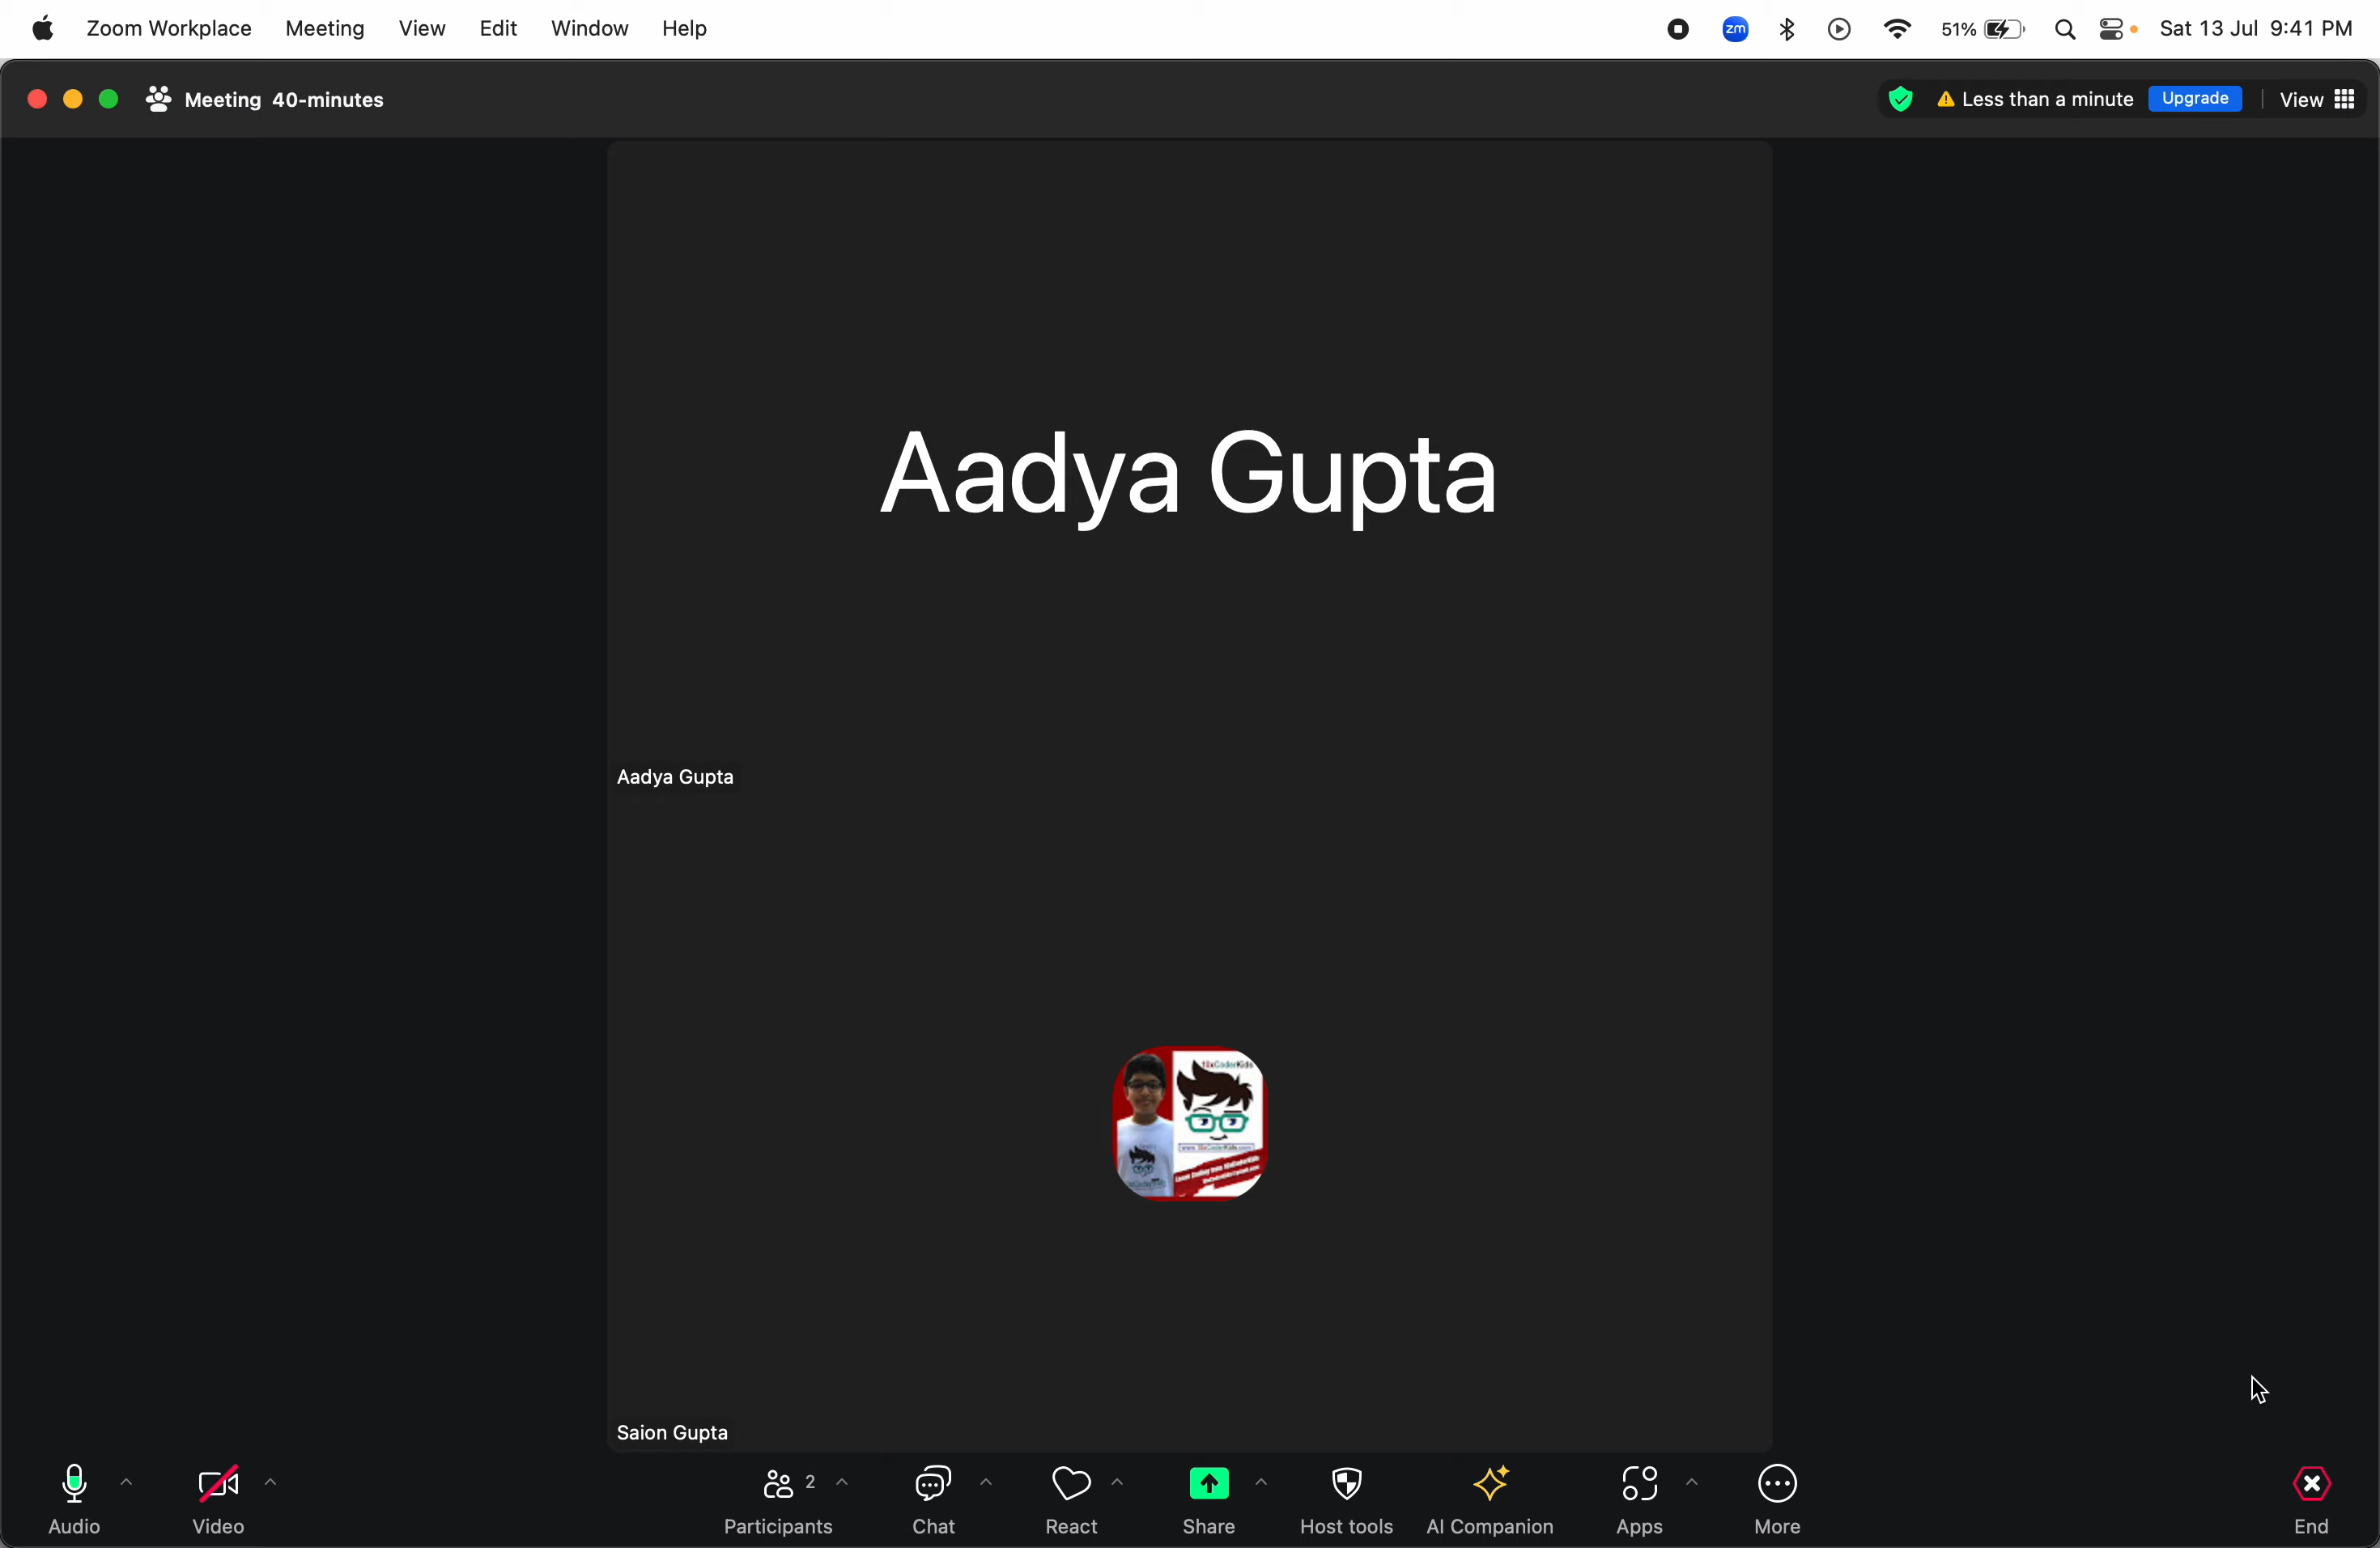 Zoom Workplace Meeting View Edit Window Help zm 51% Sat 13 Jul 9:41 PM
Meeting 40-minutes Less than a minute Upgrade View
Aadya Gupta
Aadya Gupta
10xCoderKids
Saion Gupta
2
Audio Video Participants Chat React Share Host tools AI Companion Apps More End